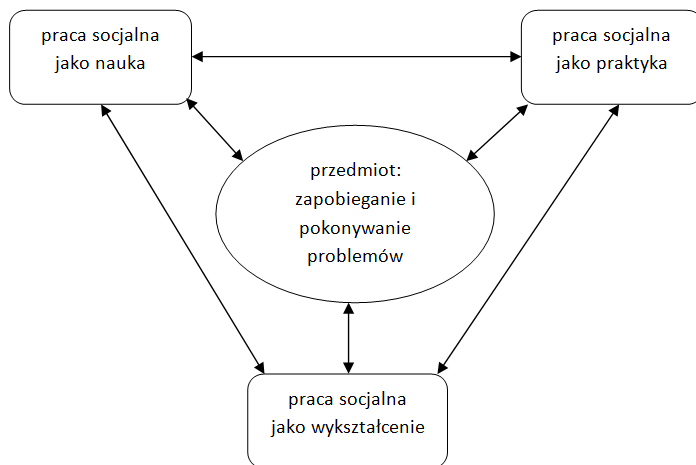 praca socjalna
jako nauka
praca socjalna
jako praktyka
przedmiot:
zapobieganie i
pokonywanie
problemów
praca socjalna
jako wykształcenie